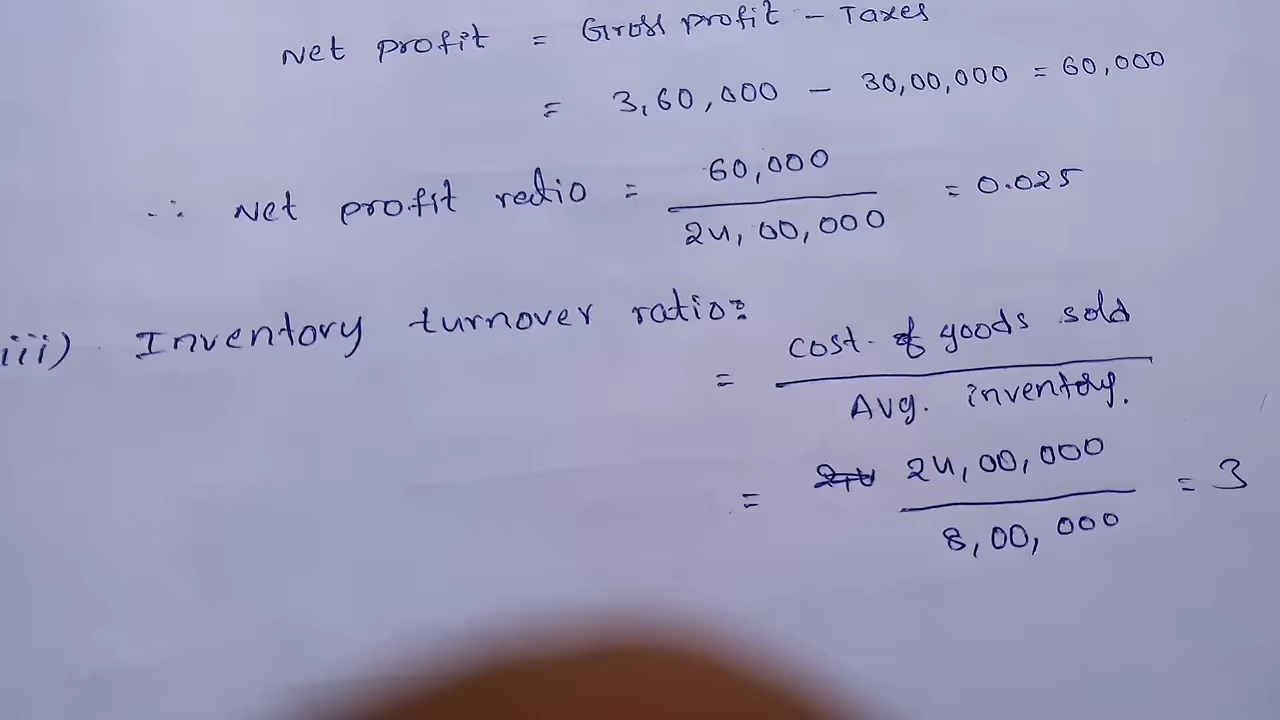 Net profit = Gross profit - Taxes
= 3,60,000 - 30,00,000 = 60,000
∴ Net profit ratio = 60,000 / 24,00,000 = 0.025
iii) Inventory turnover ratio:
= cost of goods sold / Avg. inventory.
= 24,00,000 / 8,00,000 = 3